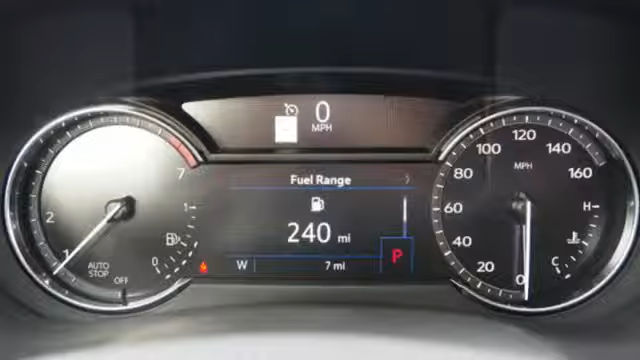 0
MPH
Fuel Range
240 mi
W 7 mi
P
7
2
1
AUTO
STOP
OFF
1
0
120
100 140
MPH
80 160
60
40
20
0
H
C